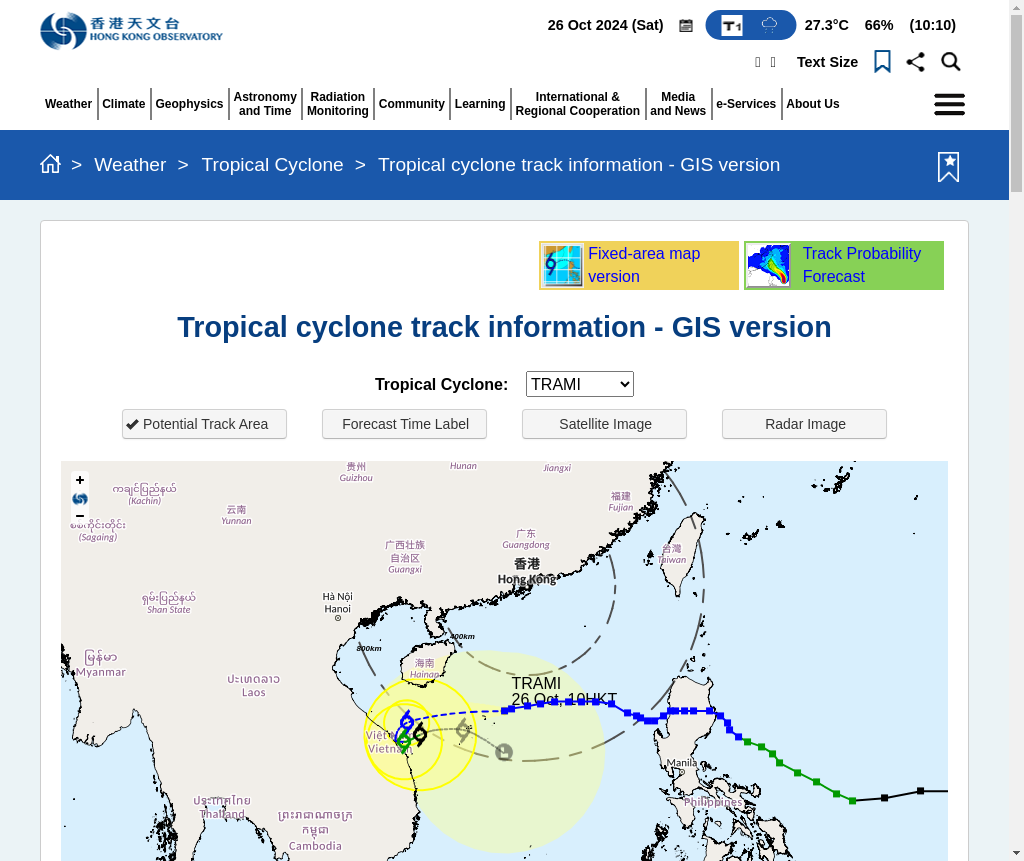 香港天文台
HONG KONG OBSERVATORY
26 Oct 2024 (Sat)
T1
27.3°C 66% (10:10)
Text Size
Weather
Climate
Geophysics
Astronomy
and Time
Radiation
Monitoring
Community
Learning
International &
Regional Cooperation
Media
and News
e-Services
About Us
> Weather > Tropical Cyclone > Tropical cyclone track information - GIS version
Fixed-area map
version
Track Probability
Forecast
Tropical cyclone track information - GIS version
Tropical Cyclone: TRAMI
Potential Track Area
Forecast Time Label
Satellite Image
Radar Image
+
−
贵州
Guizhou
Hunan
Jiangxi
ကချင်ပြည်နယ်
(Kachin)
云南
Yunnan
福建
Fujian
စစ်ကိုင်းတိုင်း
(Sagaing)
广西壮族
自治区
Guangxi
广东
Guangdong
香港
Hong Kong
台灣
Taiwan
ရှမ်းပြည်နယ်
Shan State
Hà Nội
Hanoi
400km
800km
မြန်မာ
Myanmar
海南
Hainan
ປະເທດລາວ
Laos
TRAMI
26 Oct, 10HKT
Việt Nam
Vietnam
Manila
ประเทศไทย
Thailand
Philippines
ព្រះរាជាណាចក្រ
កម្ពុជា
Cambodia